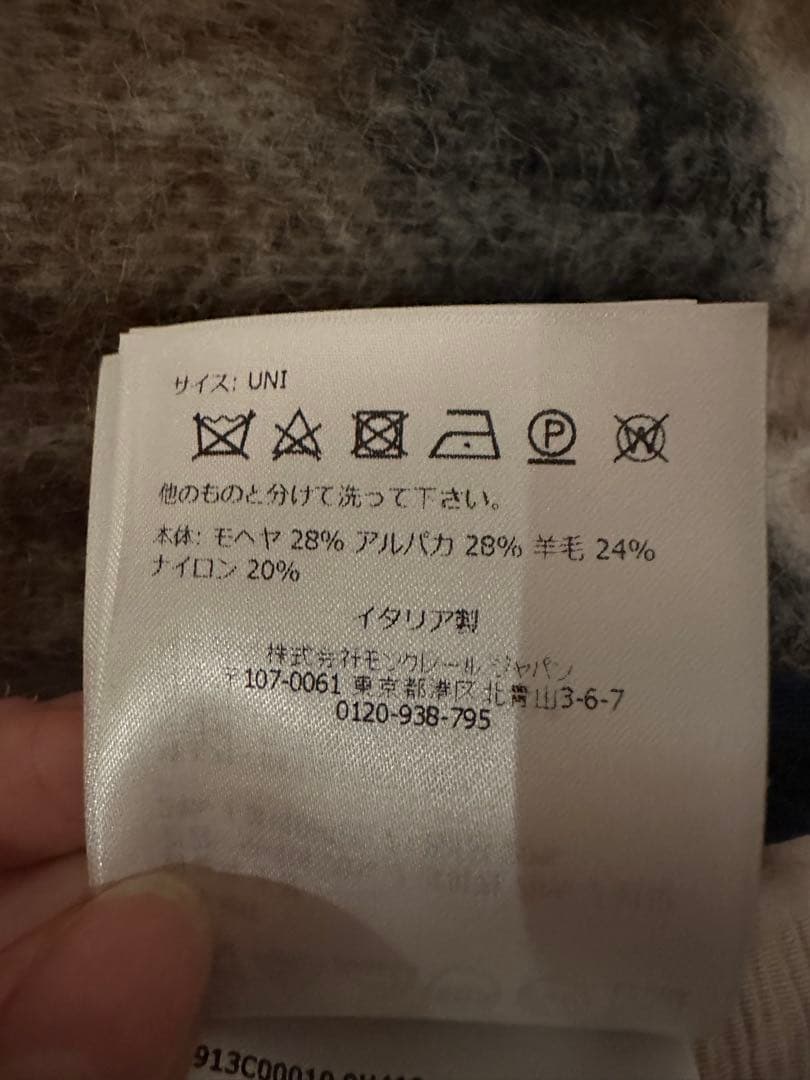 サイズ: UNI
P
W
他のものと分けて洗って下さい。
本体: モヘヤ 28% アルパカ 28% 羊毛 24%
ナイロン 20%
イタリア製
株式会社モンクレール ジャパン
〒107-0061 東京都港区 北青山3-6-7
0120-938-795
913C00010